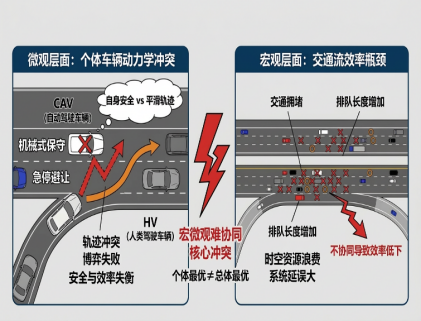 微观层面：个体车辆动力学冲突
CAV
(自动驾驶车辆)
自身安全 vs 平滑轨迹
机械式保守
急停避让
HV
(人类驾驶车辆)
轨迹冲突
博弈失败
安全与效率失衡
宏微观难协同
核心冲突
个体最优≠总体最优
宏观层面：交通流效率瓶颈
交通拥堵
排队长度增加
排队长度增加
时空资源浪费
系统延误大
不协同导致效率低下